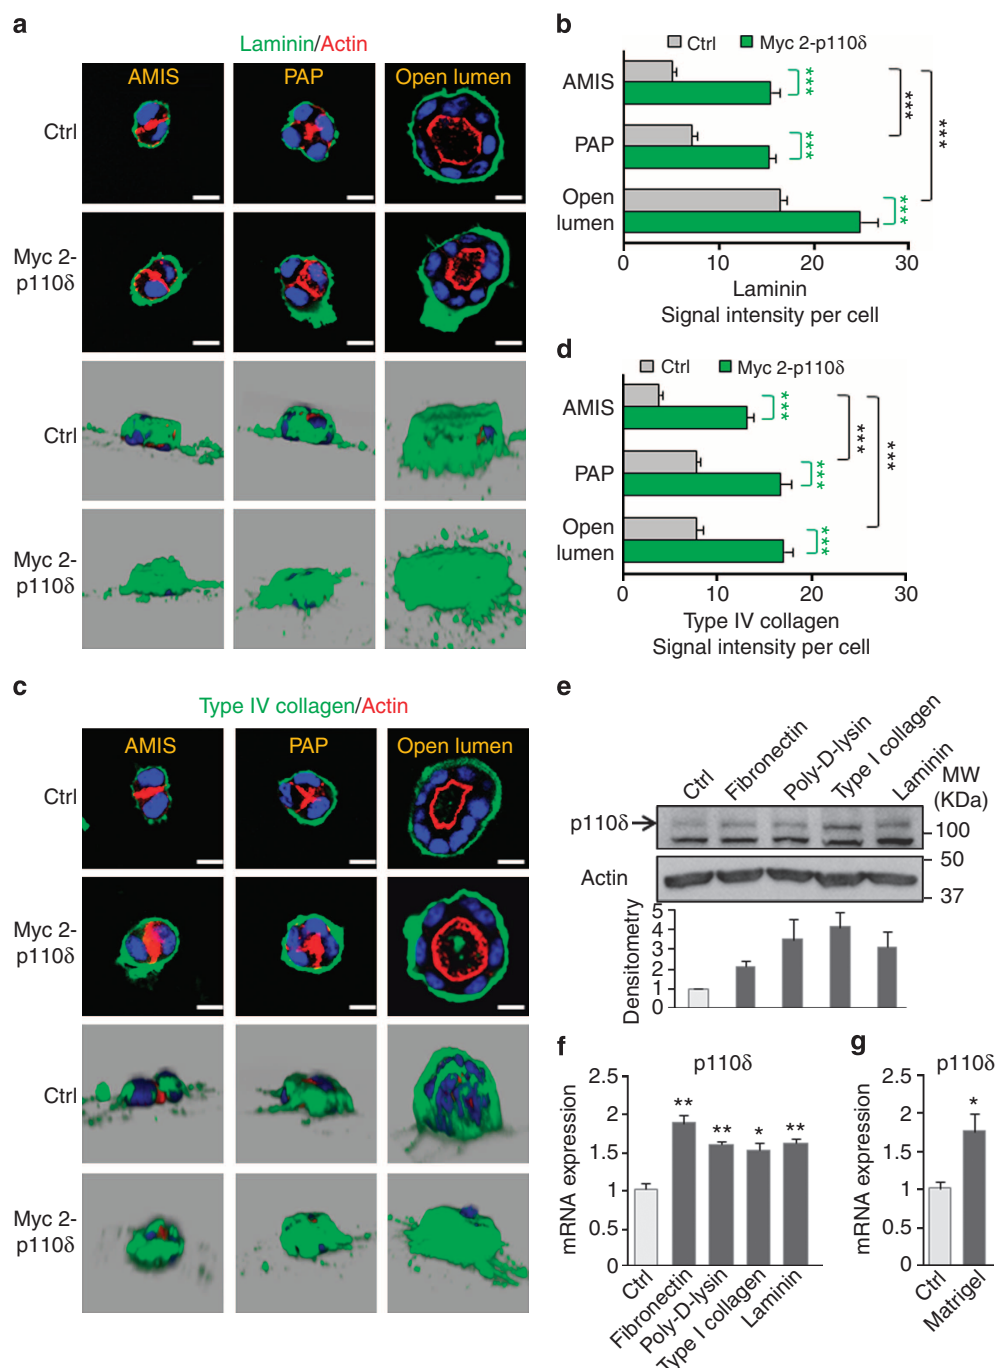 a
Laminin/Actin
AMIS
PAP
Open lumen
Ctrl
Myc 2-
p110δ
Ctrl
Myc 2-
p110δ
b
Ctrl
Myc 2-p110δ
AMIS
***
***
***
PAP
***
Open
lumen
***
0
10
20
30
Laminin
Signal intensity per cell
d
Ctrl
Myc 2-p110δ
AMIS
***
***
***
PAP
***
Open
lumen
***
0
10
20
30
Type IV collagen
Signal intensity per cell
c
Type IV collagen/Actin
AMIS
PAP
Open lumen
Ctrl
Myc 2-
p110δ
Ctrl
Myc 2-
p110δ
e
Ctrl
Fibronectin
Poly-D-lysin
Type I collagen
Laminin
MW
(KDa)
p110δ
100
50
Actin
37
Densitometry
5
4
3
2
1
0
f
p110δ
mRNA expression
2.5
2
1.5
1
0.5
0
**
**
*
**
Ctrl
Fibronectin
Poly-D-lysin
Type I collagen
Laminin
g
p110δ
mRNA expression
2.5
2
1.5
1
0.5
0
*
Ctrl
Matrigel